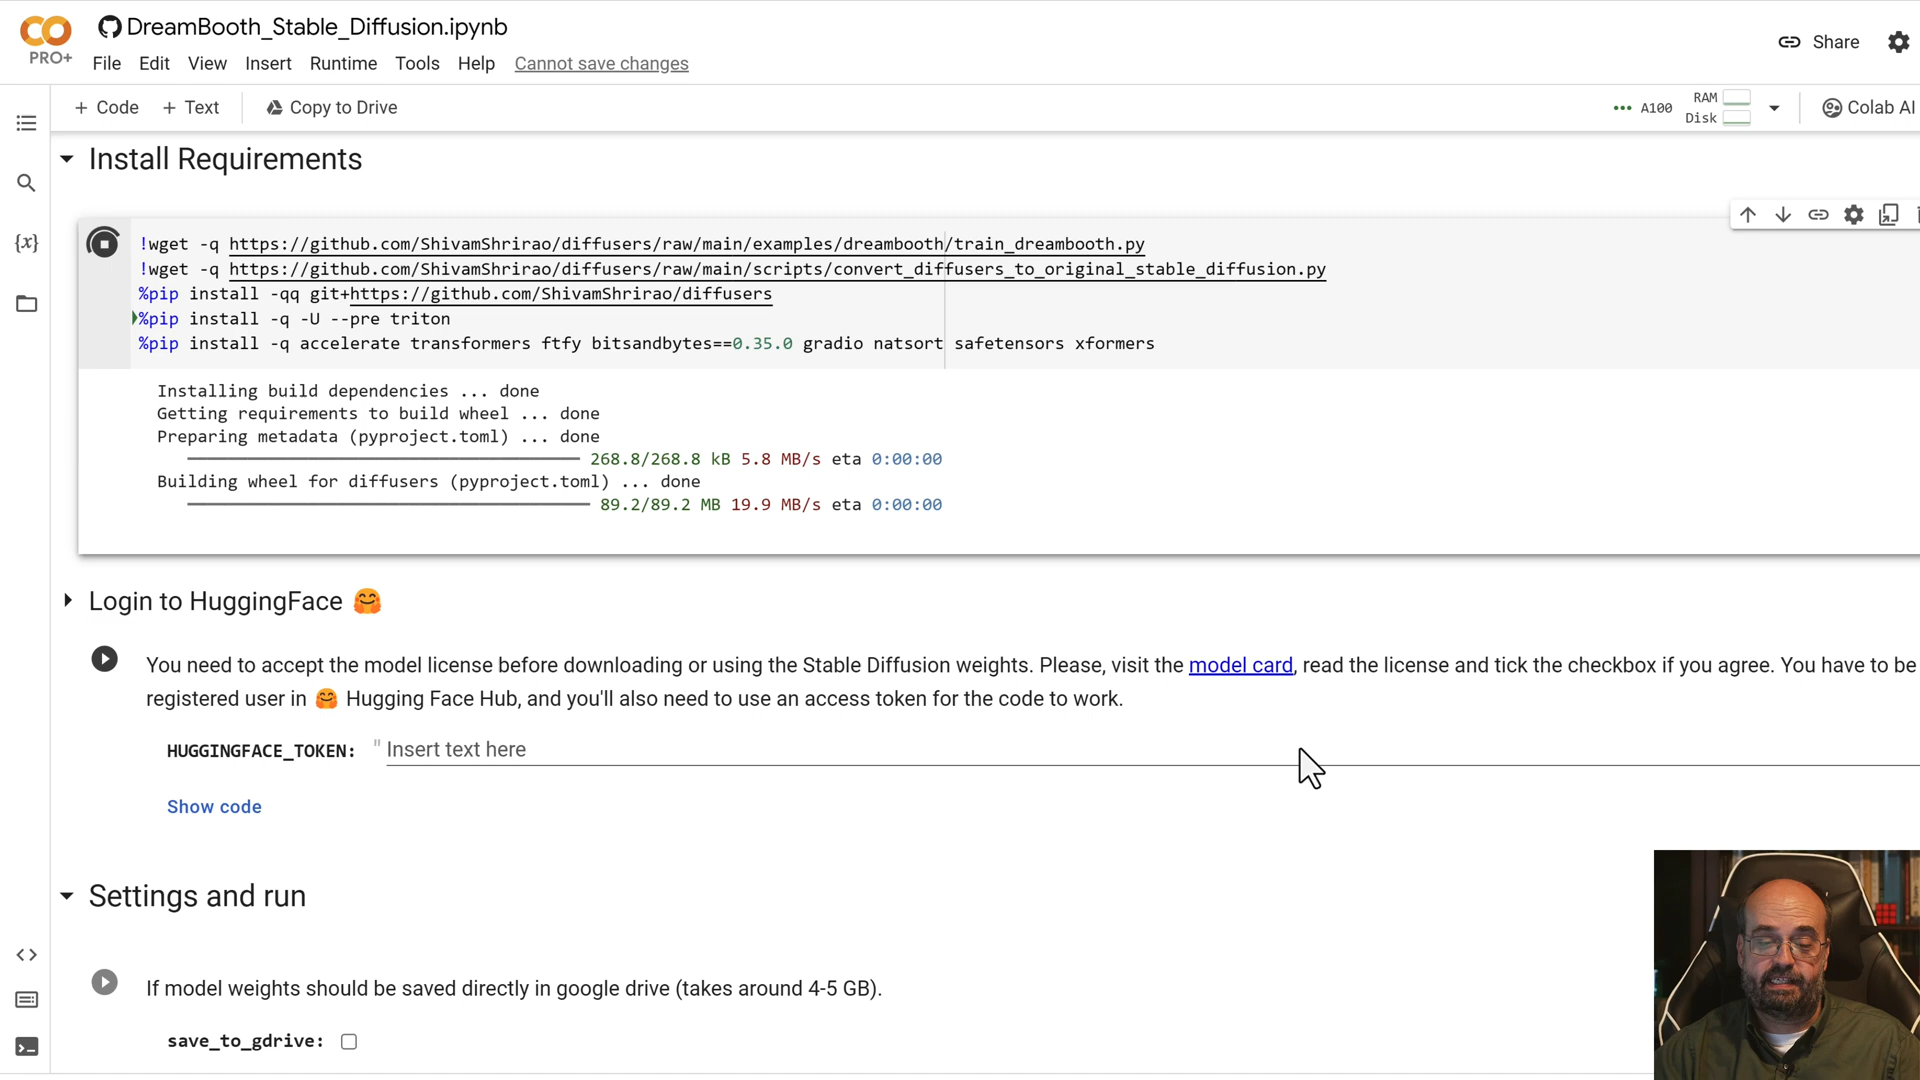 DreamBooth_Stable_Diffusion.ipynb
PRO+
File Edit View Insert Runtime Tools Help Cannot save changes
Share
+ Code + Text Copy to Drive
A100
RAM
Disk
Colab AI
Install Requirements
!wget -q https://github.com/ShivamShrirao/diffusers/raw/main/examples/dreambooth/train_dreambooth.py
!wget -q https://github.com/ShivamShrirao/diffusers/raw/main/scripts/convert_diffusers_to_original_stable_diffusion.py
%pip install -qq git+https://github.com/ShivamShrirao/diffusers
%pip install -q -U --pre triton
%pip install -q accelerate transformers ftfy bitsandbytes==0.35.0 gradio natsort safetensors xformers
Installing build dependencies ... done
Getting requirements to build wheel ... done
Preparing metadata (pyproject.toml) ... done
268.8/268.8 kB 5.8 MB/s eta 0:00:00
Building wheel for diffusers (pyproject.toml) ... done
89.2/89.2 MB 19.9 MB/s eta 0:00:00
Login to HuggingFace 🤗
You need to accept the model license before downloading or using the Stable Diffusion weights. Please, visit the model card, read the license and tick the checkbox if you agree. You have to be
registered user in 🤗 Hugging Face Hub, and you'll also need to use an access token for the code to work.
HUGGINGFACE_TOKEN: " Insert text here
Show code
Settings and run
If model weights should be saved directly in google drive (takes around 4-5 GB).
save_to_gdrive: